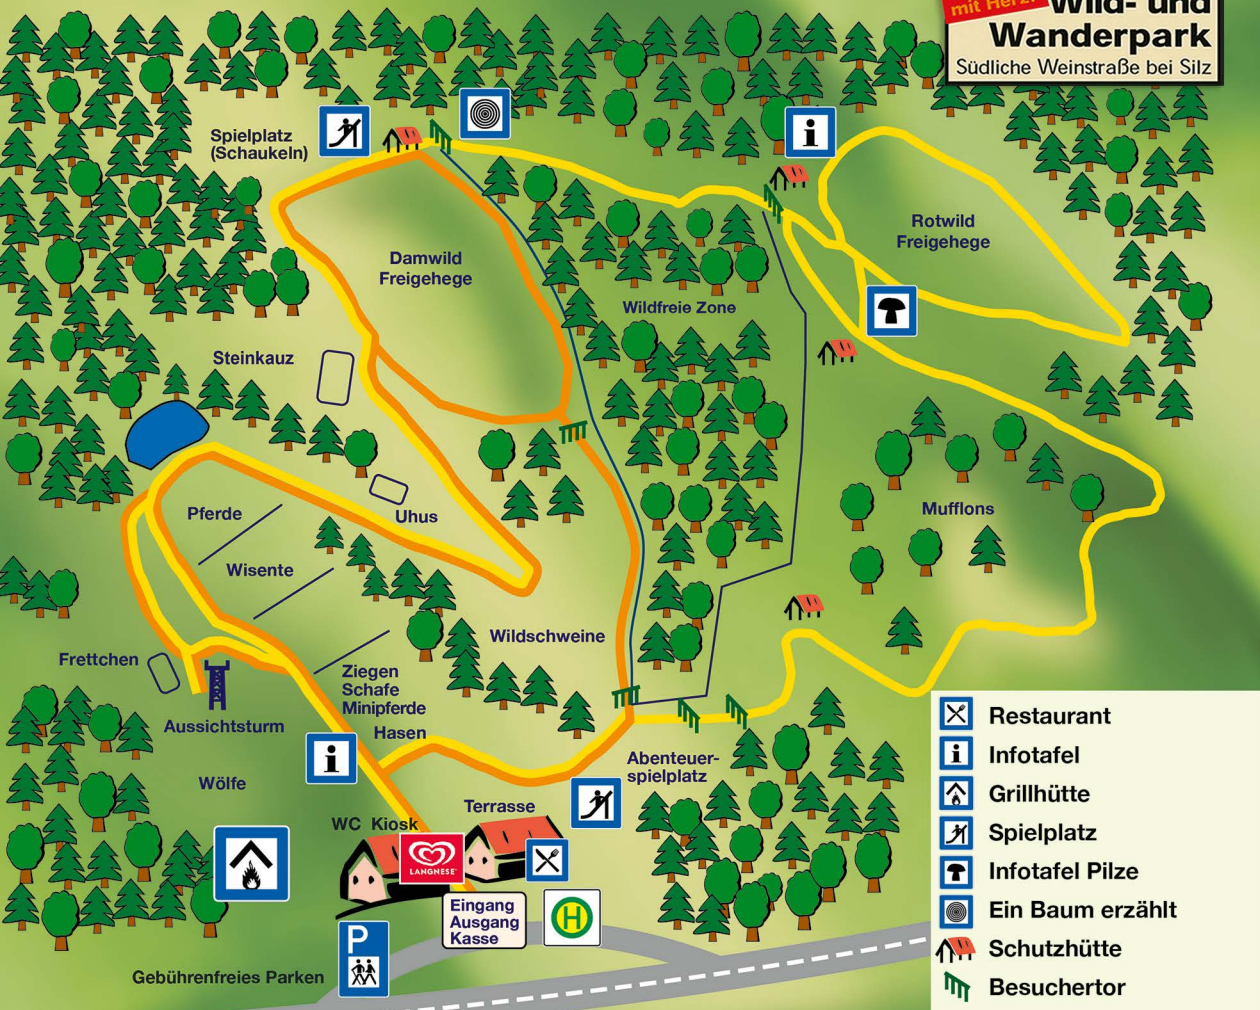 mit Herz!
Wild- und
Wanderpark
Südliche Weinstraße bei Silz
Spielplatz
(Schaukeln)
i
Rotwild
Freigehege
Damwild
Freigehege
Wildfreie Zone
Steinkauz
Pferde
Uhus
Mufflons
Wisente
Wildschweine
Frettchen
Ziegen
Schafe
Minipferde
Aussichtsturm
Hasen
i
Wölfe
Abenteuer-
spielplatz
Terrasse
WC Kiosk
LANGNESE
Eingang
Ausgang
Kasse
H
P
Gebührenfreies Parken
Restaurant
i Infotafel
Grillhütte
Spielplatz
Infotafel Pilze
Ein Baum erzählt
Schutzhütte
Besuchertor